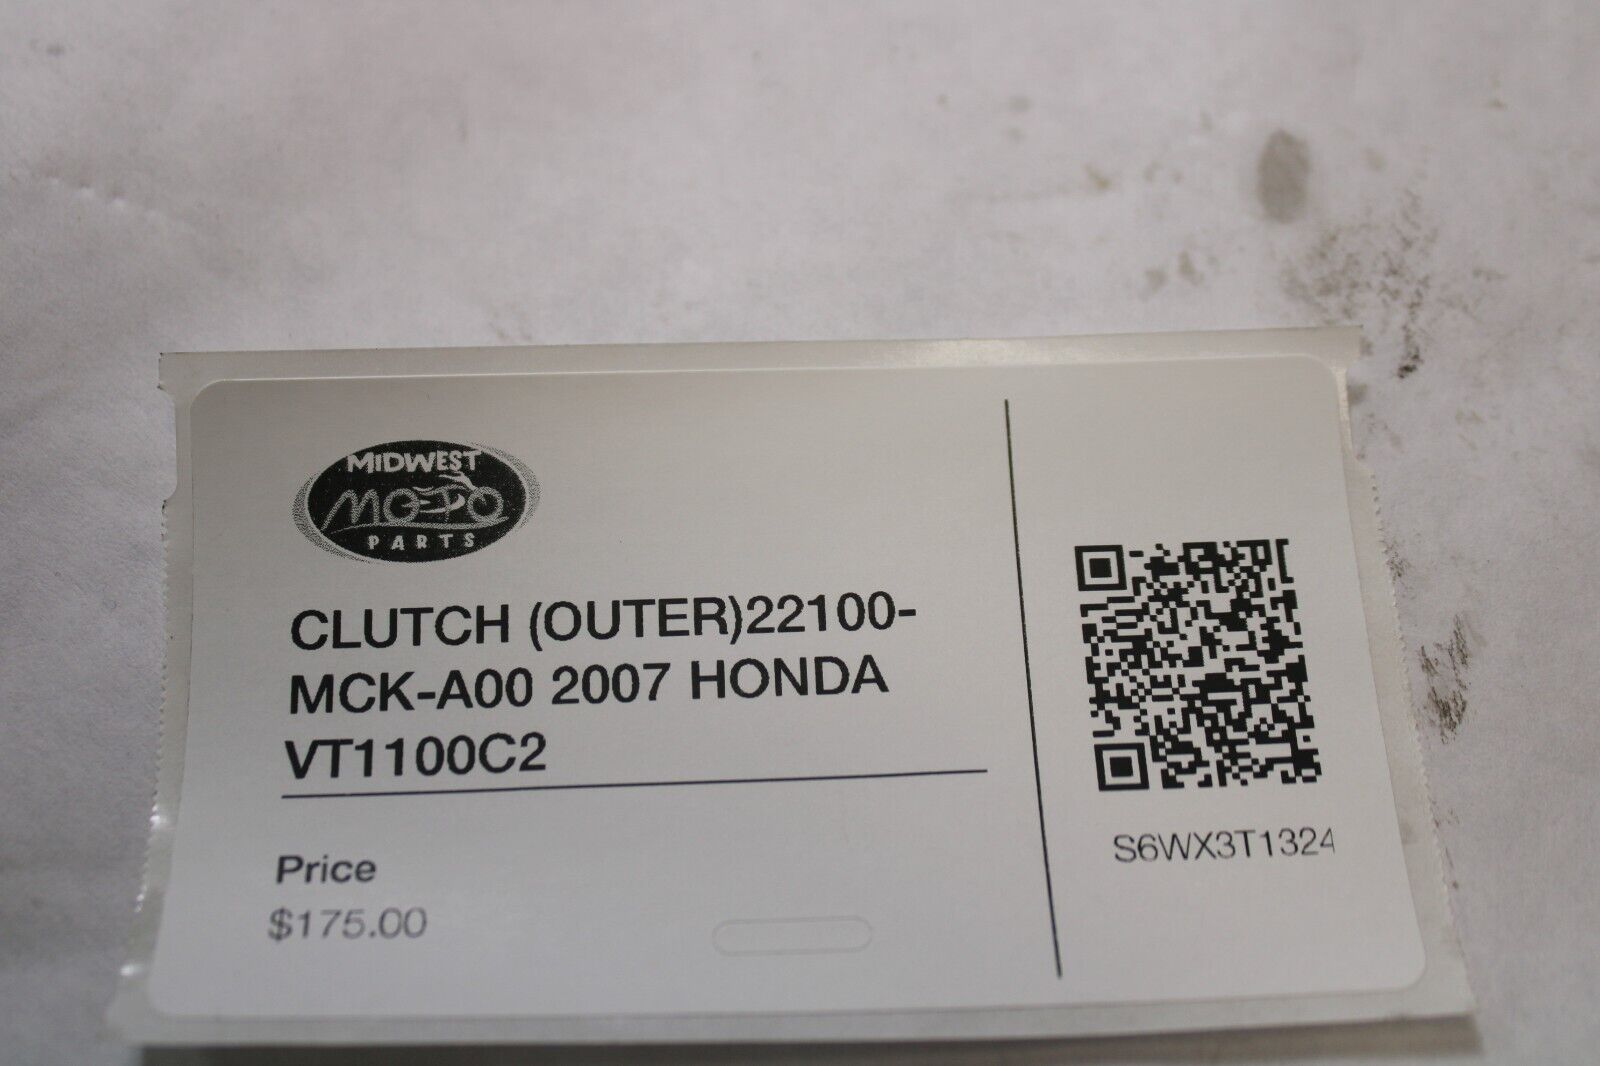 MIDWEST
MOTO
PARTS
CLUTCH (OUTER)22100-
MCK-A00 2007 HONDA
VT1100C2
Price
$175.00
S6WX3T1324